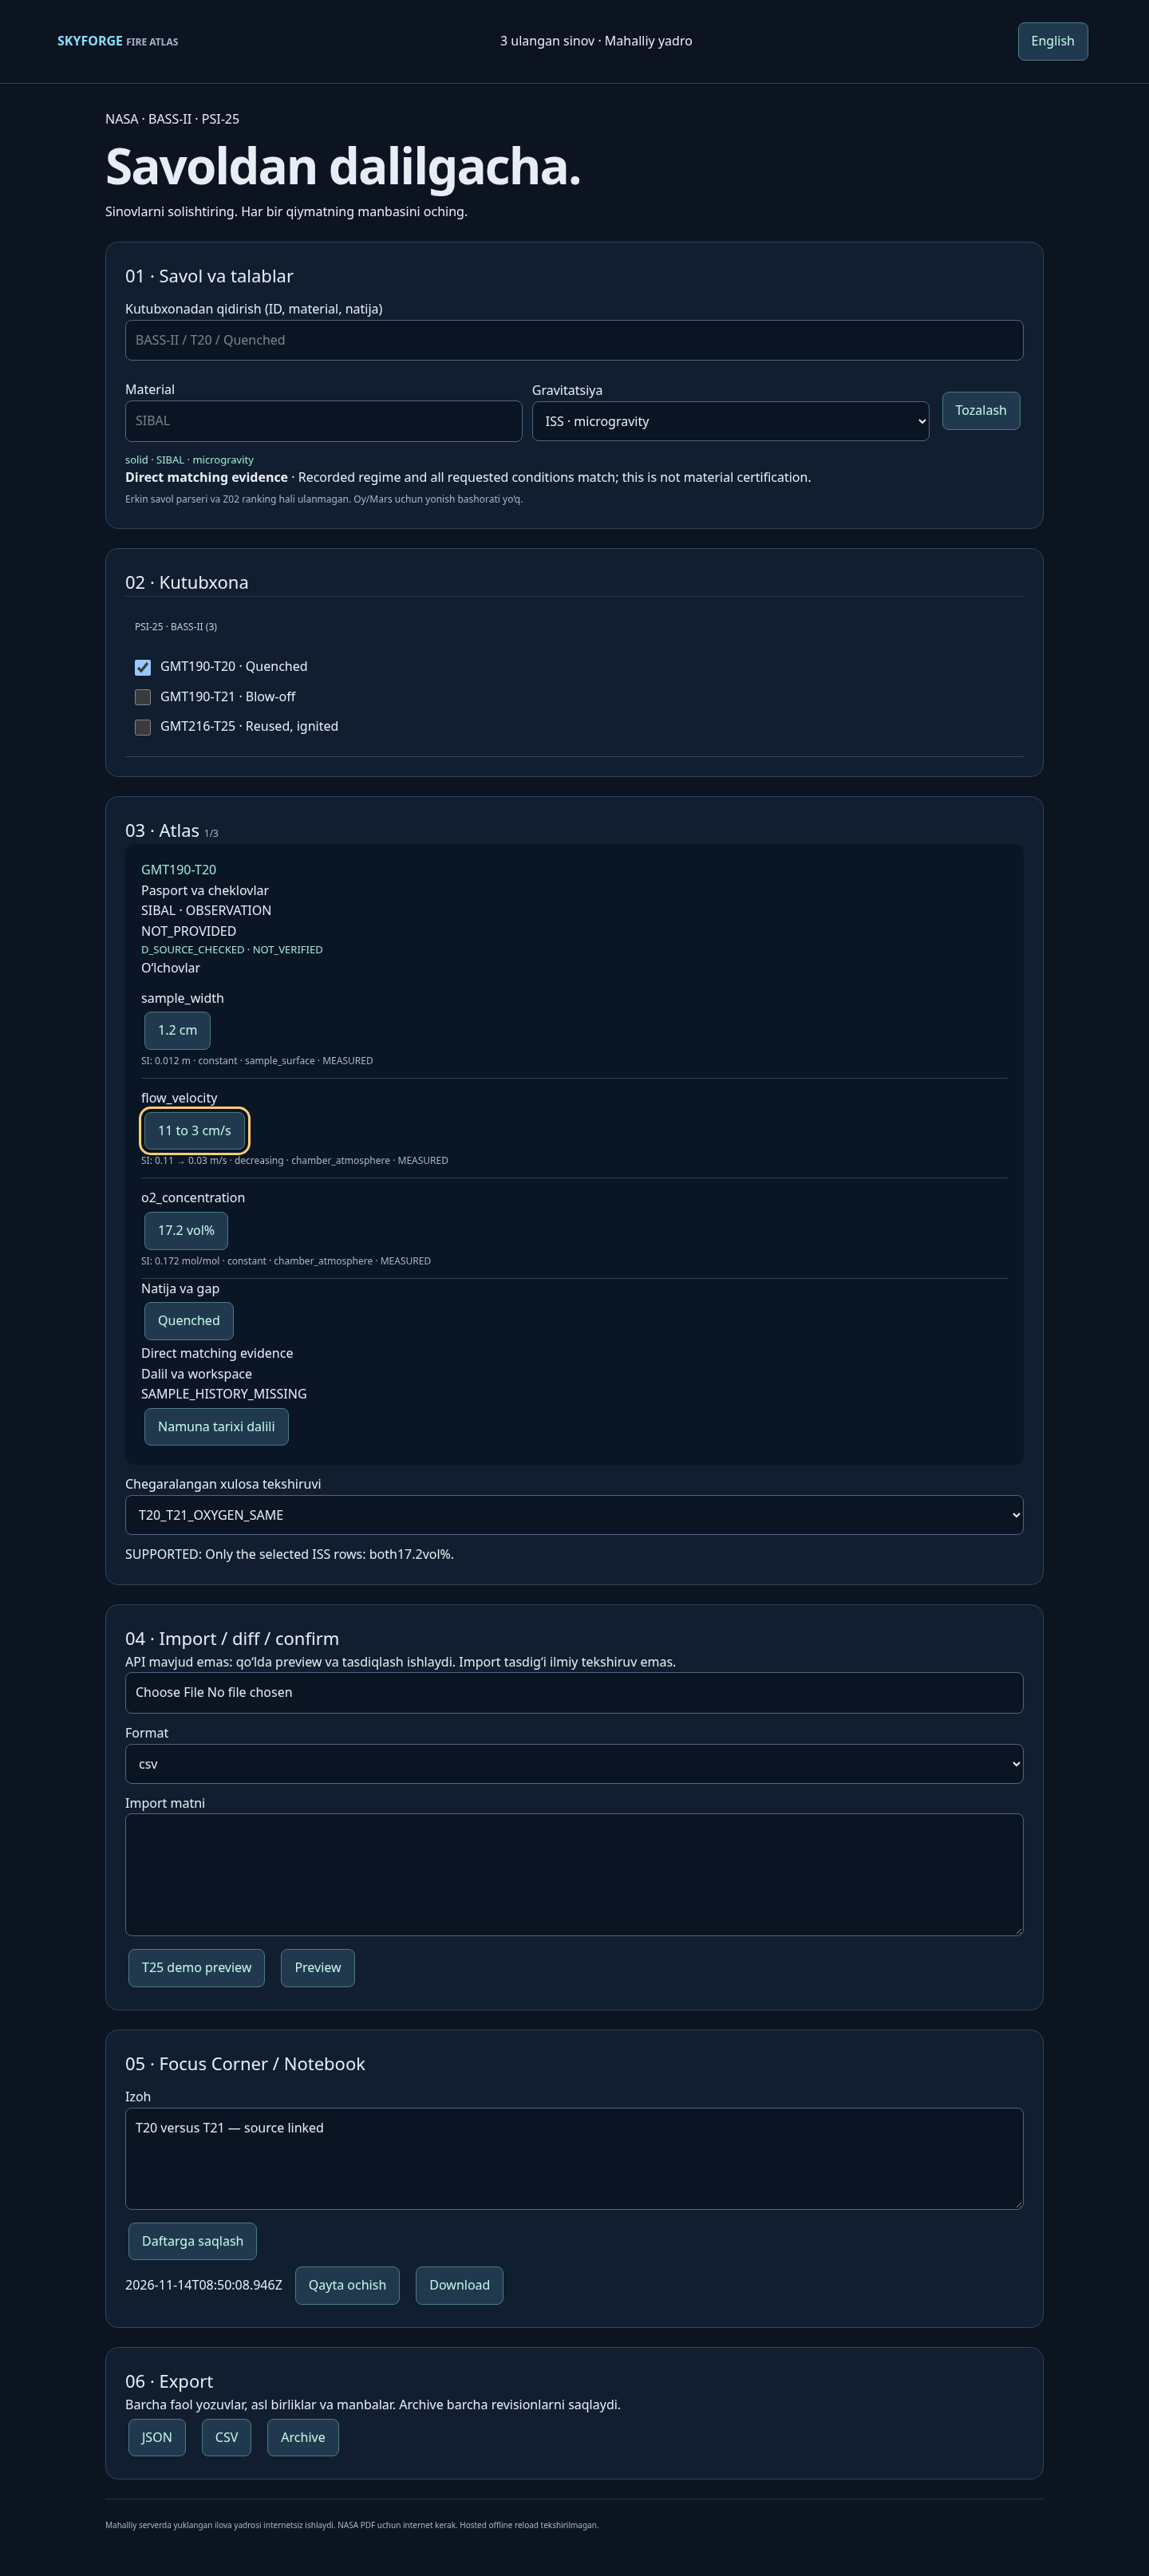 SKYFORGE FIRE ATLAS
3 ulangan sinov · Mahalliy yadro
English
NASA · BASS-II · PSI-25
Savoldan dalilgacha.
Sinovlarni solishtiring. Har bir qiymatning manbasini oching.
01 · Savol va talablar
Kutubxonadan qidirish (ID, material, natija)
BASS-II / T20 / Quenched
Material
Gravitatsiya
SIBAL
ISS · microgravity
Tozalash
solid · SIBAL · microgravity
Direct matching evidence · Recorded regime and all requested conditions match; this is not material certification.
Erkin savol parseri va Z02 ranking hali ulanmagan. Oy/Mars uchun yonish bashorati yo‘q.
02 · Kutubxona
PSI-25 · BASS-II (3)
GMT190-T20 · Quenched
GMT190-T21 · Blow-off
GMT216-T25 · Reused, ignited
03 · Atlas 1/3
GMT190-T20
Pasport va cheklovlar
SIBAL · OBSERVATION
NOT_PROVIDED
D_SOURCE_CHECKED · NOT_VERIFIED
O‘lchovlar
sample_width
1.2 cm
SI: 0.012 m · constant · sample_surface · MEASURED
flow_velocity
11 to 3 cm/s
SI: 0.11 → 0.03 m/s · decreasing · chamber_atmosphere · MEASURED
o2_concentration
17.2 vol%
SI: 0.172 mol/mol · constant · chamber_atmosphere · MEASURED
Natija va gap
Quenched
Direct matching evidence
Dalil va workspace
SAMPLE_HISTORY_MISSING
Namuna tarixi dalili
Chegaralangan xulosa tekshiruvi
T20_T21_OXYGEN_SAME
SUPPORTED: Only the selected ISS rows: both17.2vol%.
04 · Import / diff / confirm
API mavjud emas: qo‘lda preview va tasdiqlash ishlaydi. Import tasdig‘i ilmiy tekshiruv emas.
Choose File No file chosen
Format
csv
Import matni
T25 demo preview
Preview
05 · Focus Corner / Notebook
Izoh
T20 versus T21 — source linked
Daftarga saqlash
2026-11-14T08:50:08.946Z
Qayta ochish
Download
06 · Export
Barcha faol yozuvlar, asl birliklar va manbalar. Archive barcha revisionlarni saqlaydi.
JSON
CSV
Archive
Mahalliy serverda yuklangan ilova yadrosi internetsiz ishlaydi. NASA PDF uchun internet kerak. Hosted offline reload tekshirilmagan.